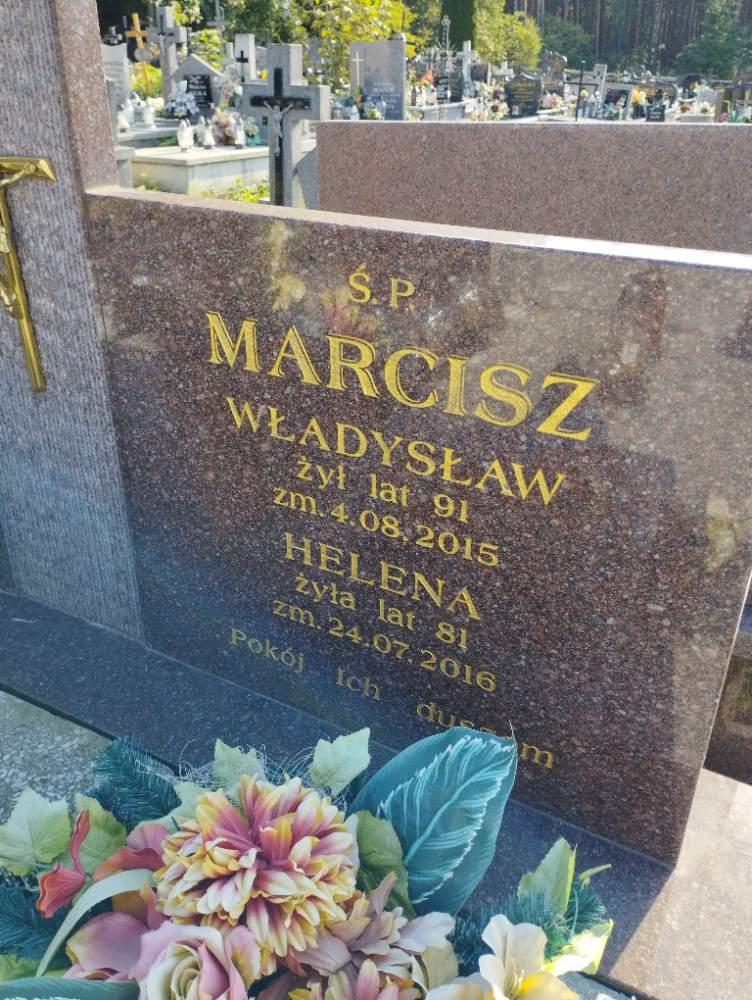 Ś.P.
MARCISZ
WŁADYSŁAW
żył lat 91
zm.4.08.2015
HELENA
żyła lat 81
zm.24.07.2016
Pokój Ich duszom